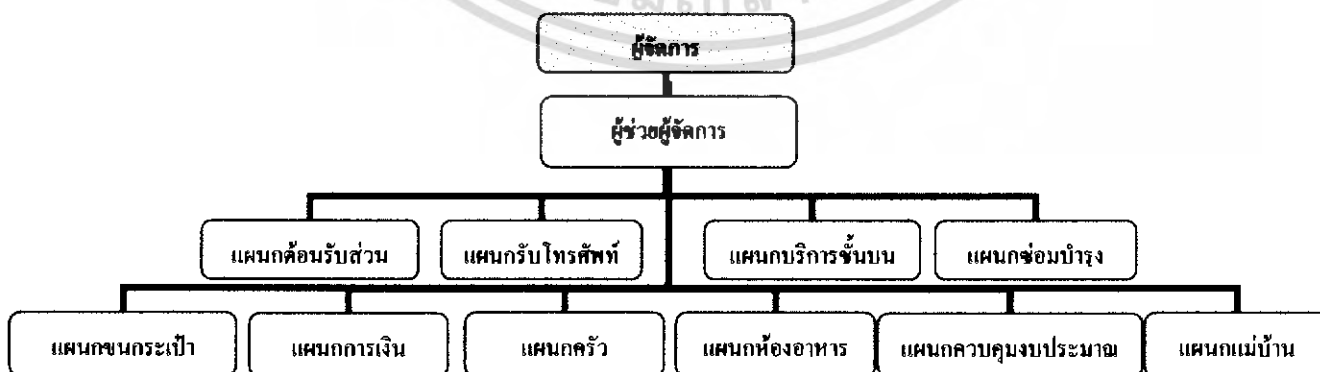 ผู้จัดการ
ผู้ช่วยผู้จัดการ
แผนกต้อนรับส่วน
แผนกรับโทรศัพท์
แผนกบริการชั้นบน
แผนกซ่อมบำรุง
แผนกขนกระเป๋า
แผนกการเงิน
แผนกครัว
แผนกห้องอาหาร
แผนกควบคุมงบประมาณ
แผนกแม่บ้าน